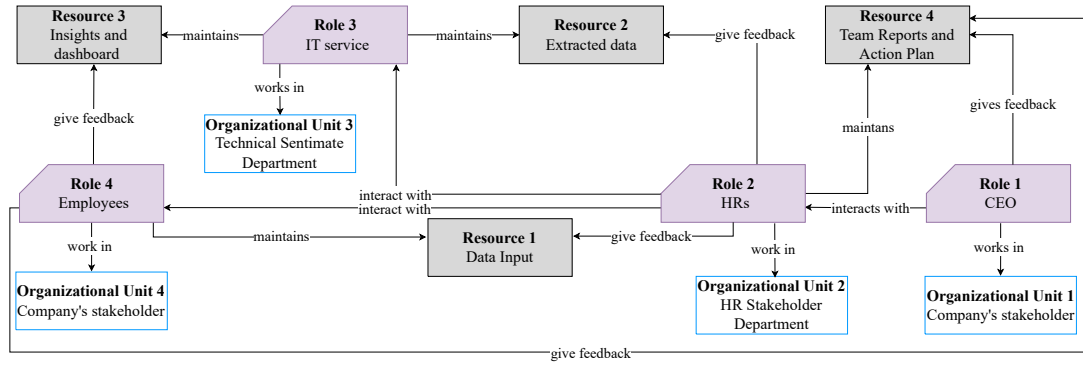 Resource 3
Insights and
dashboard
maintains
Role 3
IT service
maintains
Resource 2
Extracted data
give feedback
Resource 4
Team Reports and
Action Plan
works in
give feedback
gives feedback
Organizational Unit 3
Technical Sentimate
Department
maintans
Role 4
Employees
interact with
interact with
Role 2
HRs
interacts with
Role 1
CEO
maintains
Resource 1
Data Input
give feedback
work in
work in
works in
Organizational Unit 4
Company's stakeholder
Organizational Unit 2
HR Stakeholder
Department
Organizational Unit 1
Company's stakeholder
give feedback